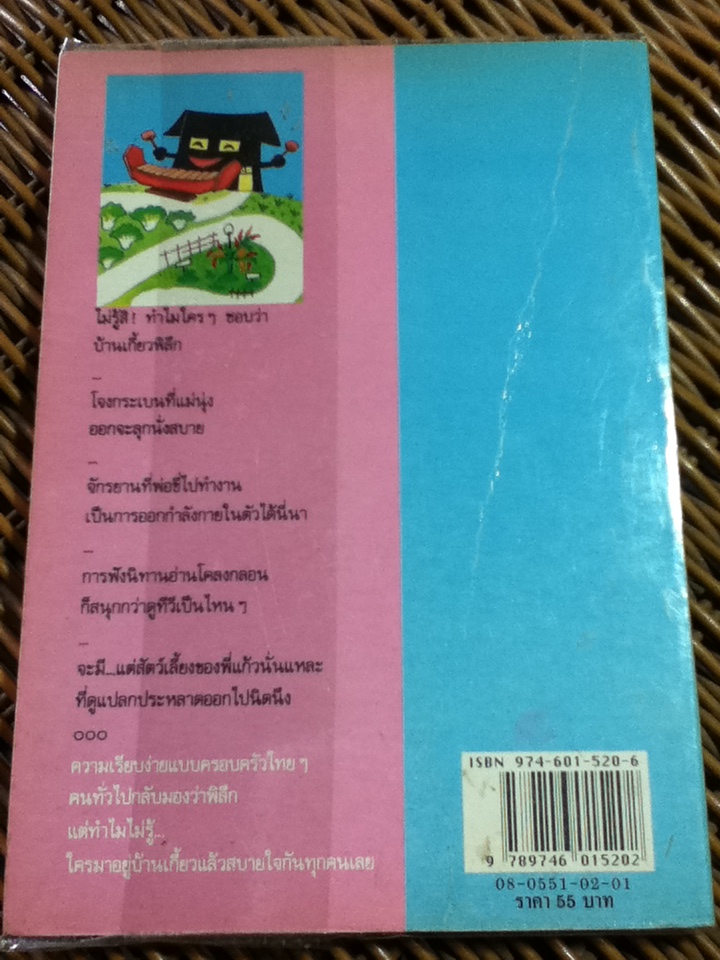 ไม่รู้สิ! ทำไมใครๆ ชอบว่า
บ้านเกี้ยวพิลึก
...
โจงกระเบนที่แม่นุ่ง
ออกจะลุกนั่งสบาย
...
จักรยานที่พ่อขี่ไปทำงาน
เป็นการออกกำลังกายในตัวได้นี่นา
...
การฟังนิทานอ่านโคลงกลอน
ก็สนุกกว่าดูทีวีเป็นไหนๆ
...
จะมี...แต่สัตว์เลี้ยงของพี่แก้วนั่นแหละ
ที่ดูแปลกประหลาดออกไปนิดนึง
ooo
ความเรียบง่ายแบบครอบครัวไทยๆ
คนทั่วไปกลับมองว่าพิลึก
แต่ทำไมไม่รู้...
ใครมาอยู่บ้านเกี้ยวแล้วสบายใจกันทุกคนเลย
ISBN 974-601-520-6
9 789746 015202
08-0551-02-01
ราคา 55 บาท